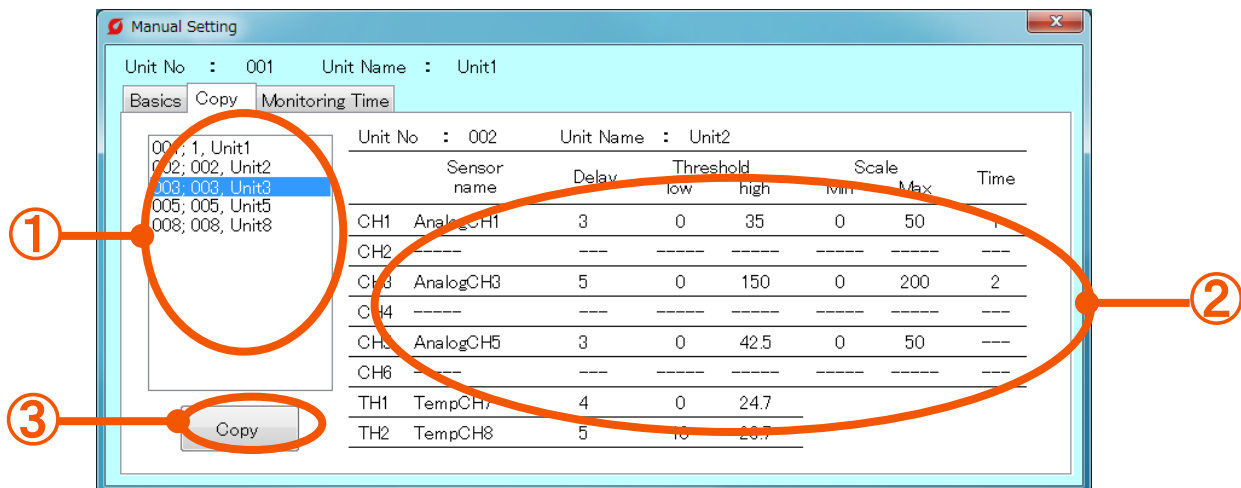 Manual Setting
Unit No : 001 Unit Name : Unit1
Basics Copy Monitoring Time
001; 1, Unit1
002; 002, Unit2
003; 003, Unit3
005; 005, Unit5
008; 008, Unit8
Copy
Unit No : 002 Unit Name : Unit2
Sensor name Delay Threshold low high Scale Min Max Time
CH1 AnalogCH1 3 0 35 0 50 1
CH2 ----- --- ----- ----- ----- ----- ---
CH3 AnalogCH3 5 0 150 0 200 2
CH4 ----- --- ----- ----- ----- ----- ---
CH5 AnalogCH5 3 0 42.5 0 50 ---
CH6 ----- --- ----- ----- ----- ----- ---
TH1 TempCH7 4 0 24.7
TH2 TempCH8 5
①
②
③